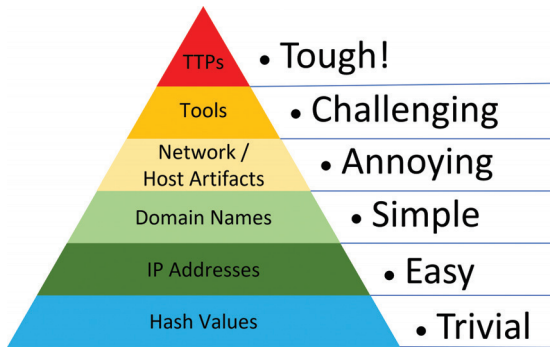 TTPs
• Tough!
Tools
• Challenging
Network /
Host Artifacts
• Annoying
Domain Names
• Simple
IP Addresses
• Easy
Hash Values
• Trivial